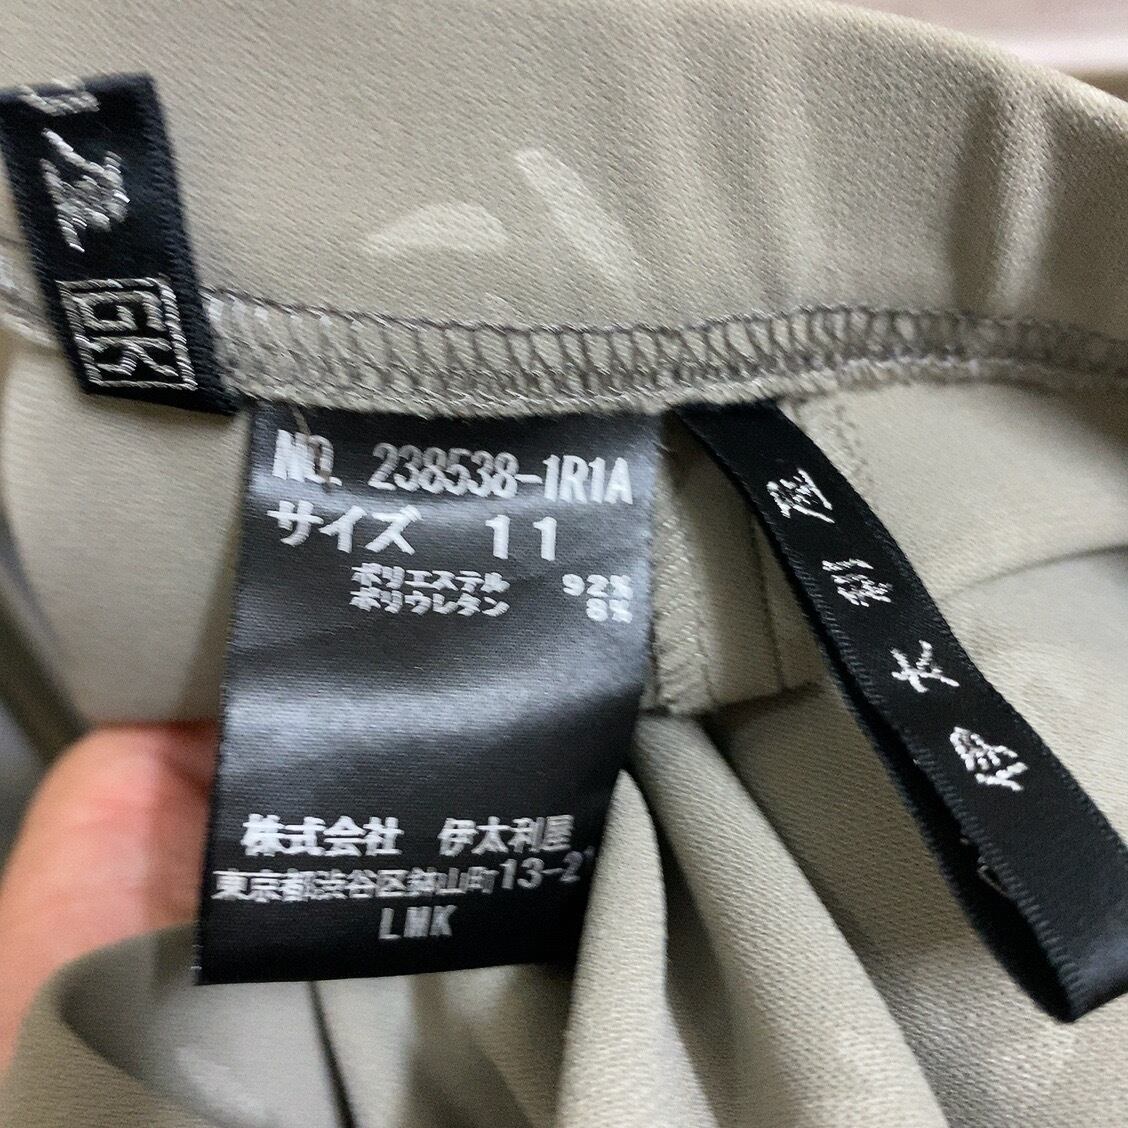 GK
NO. 238538-1R1A
サイズ 11
ポリエステル 92%
ポリウレタン 8%
株式会社 伊太利屋
東京都渋谷区鉢山町13-21
LMK
伊太利屋